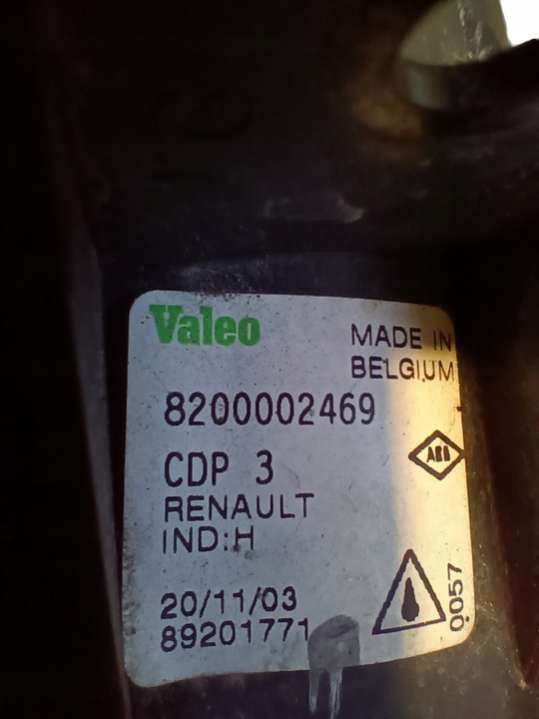 Valeo
MADE IN
BELGIUM
8200002469
CDP 3
RENAULT
IND:H
20/11/03
89201771
0057